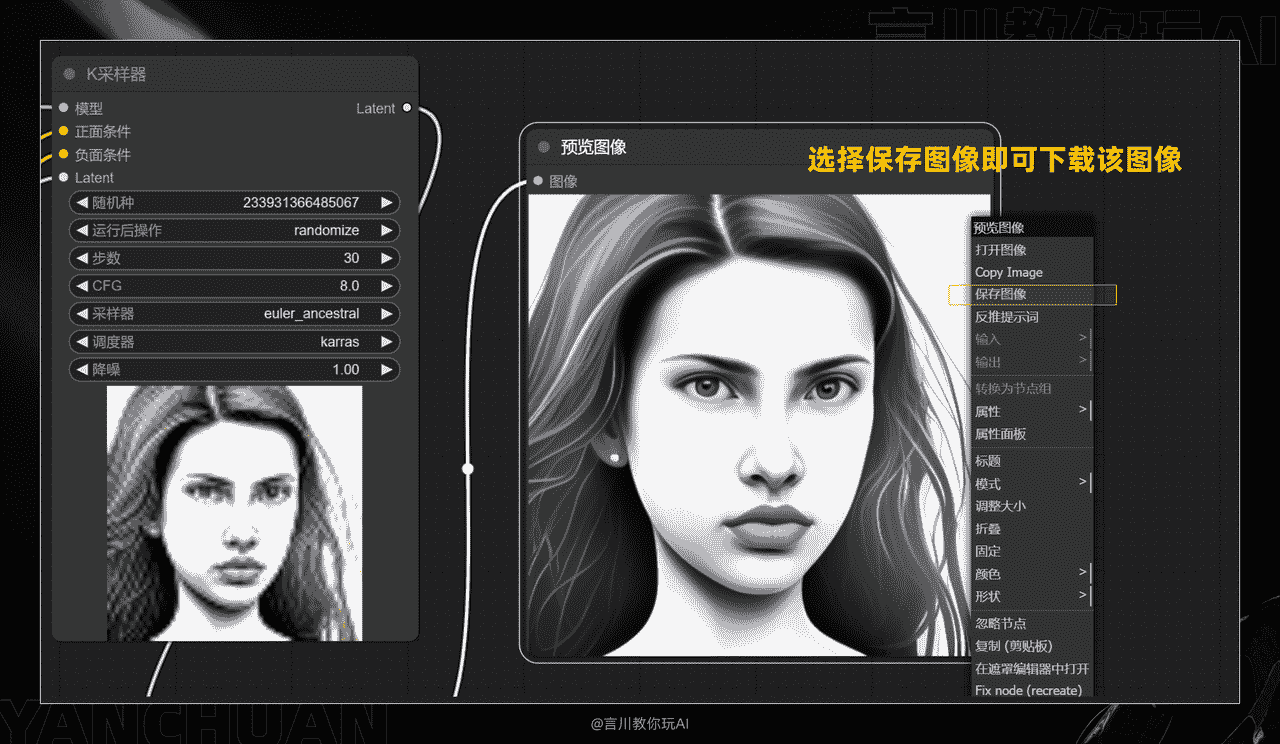 言川教你玩AI
K采样器
模型 Latent
正面条件
负面条件
Latent
随机种 233931366485067
运行后操作 randomize
步数 30
CFG 8.0
采样器 euler_ancestral
调度器 karras
降噪 1.00
预览图像
图像
选择保存图像即可下载该图像
预览图像
打开图像
Copy Image
保存图像
反推提示词
输入 >
输出 >
转换为节点组
属性 >
属性面板
标题
模式 >
调整大小
折叠
固定
颜色 >
形状 >
忽略节点
复制 (剪贴板)
在遮罩编辑器中打开
Fix node (recreate)
YANCHUAN
@言川教你玩AI